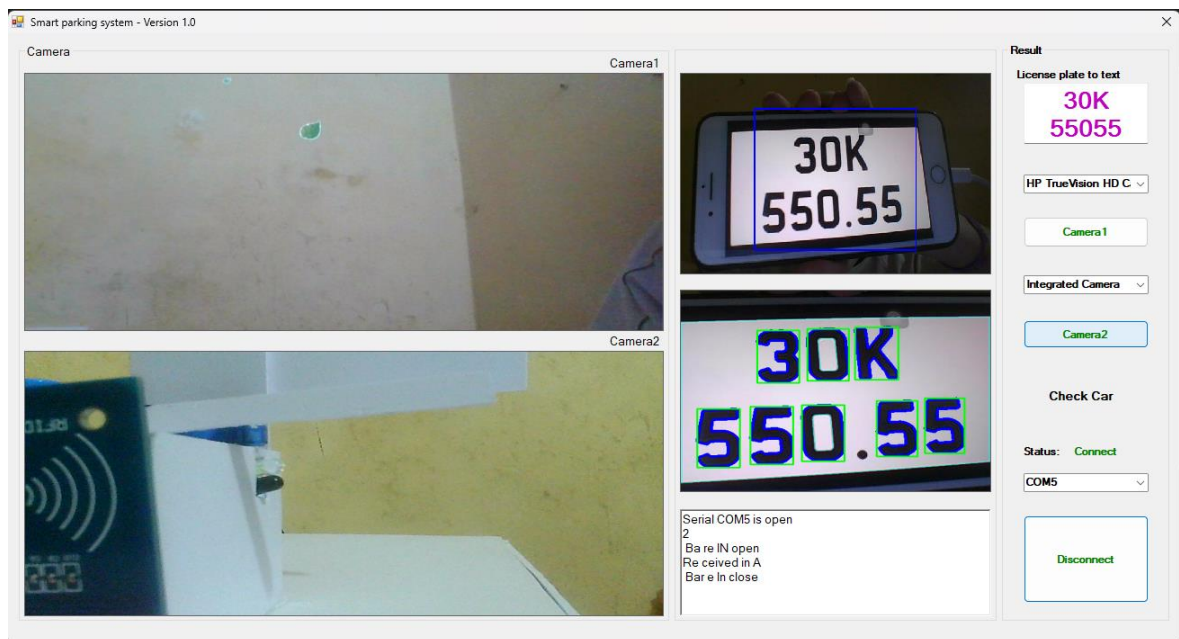 Smart parking system - Version 1.0
Camera
Camera1
Camera2
30K
550.55
30K
550.55
Serial COM5 is open
2
Ba re IN open
Re ceived in A
Bar e In close
Result
License plate to text
30K
55055
HP TrueVision HD C
Camera1
Integrated Camera
Camera2
Check Car
Status: Connect
COM5
Disconnect